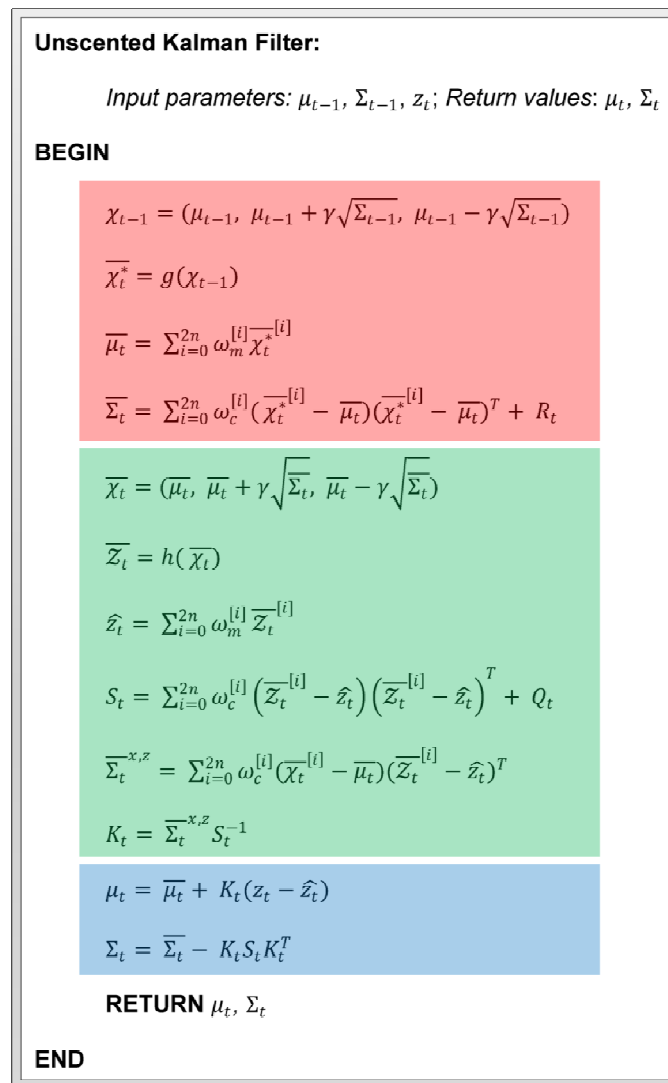 Unscented Kalman Filter:
Input parameters: μ_{t−1}, Σ_{t−1}, z_t; Return values: μ_t, Σ_t
BEGIN
χ_{t−1} = (μ_{t−1}, μ_{t−1} + γ√(Σ_{t−1}), μ_{t−1} − γ√(Σ_{t−1}))
\overline{χ_t^*} = g(χ_{t−1})
\overline{μ_t} = ∑_{i=0}^{2n} ω_m^{[i]} \overline{χ_t^*}^{[i]}
\overline{Σ_t} = ∑_{i=0}^{2n} ω_c^{[i]} (\overline{χ_t^*}^{[i]} − \overline{μ_t})(\overline{χ_t^*}^{[i]} − \overline{μ_t})^T + R_t
\overline{χ_t} = (\overline{μ_t}, \overline{μ_t} + γ√(\overline{Σ_t}), \overline{μ_t} − γ√(\overline{Σ_t}))
\overline{Z_t} = h(\overline{χ_t})
\hat{z_t} = ∑_{i=0}^{2n} ω_m^{[i]} \overline{Z_t}^{[i]}
S_t = ∑_{i=0}^{2n} ω_c^{[i]} (\overline{Z_t}^{[i]} − \hat{z_t})(\overline{Z_t}^{[i]} − \hat{z_t})^T + Q_t
\overline{Σ_t}^{x,z} = ∑_{i=0}^{2n} ω_c^{[i]} (\overline{χ_t}^{[i]} − \overline{μ_t})(\overline{Z_t}^{[i]} − \hat{z_t})^T
K_t = \overline{Σ_t}^{x,z} S_t^{−1}
μ_t = \overline{μ_t} + K_t(z_t − \hat{z_t})
Σ_t = \overline{Σ_t} − K_t S_t K_t^T
RETURN μ_t, Σ_t
END